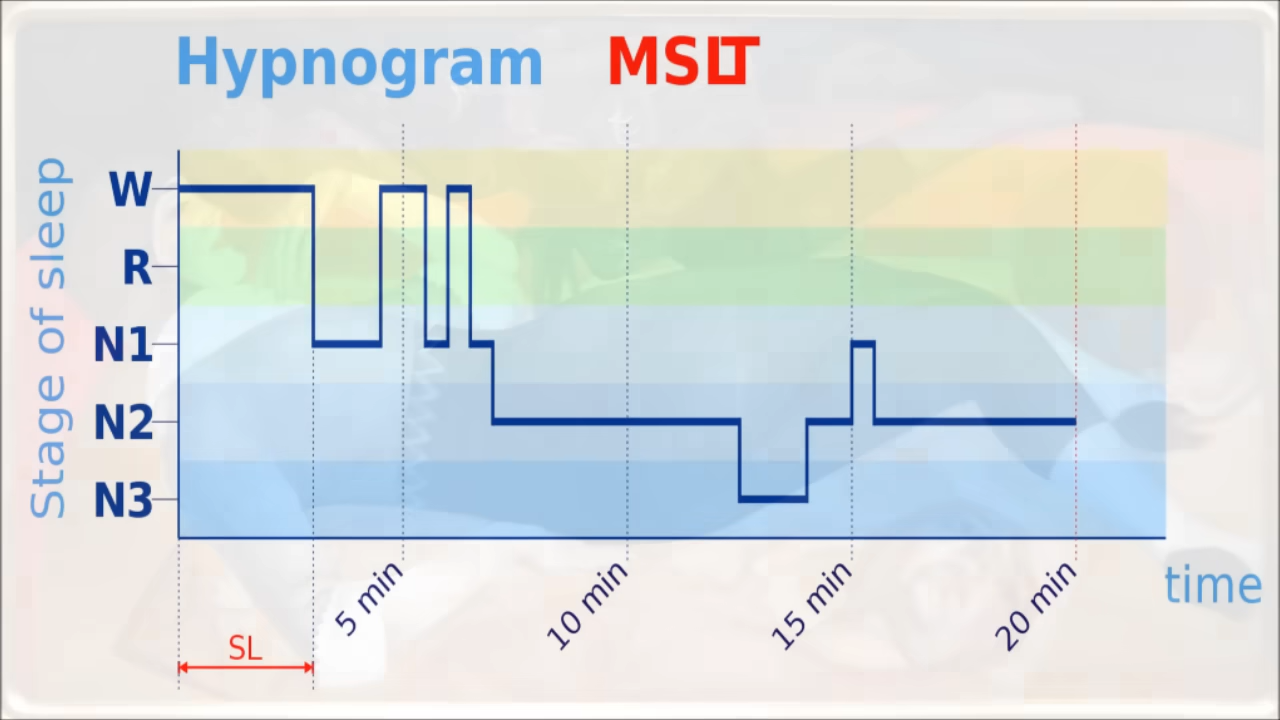 Hypnogram MSLT
Stage of sleep
W
R
N1
N2
N3
5 min
10 min
15 min
20 min
time
SL